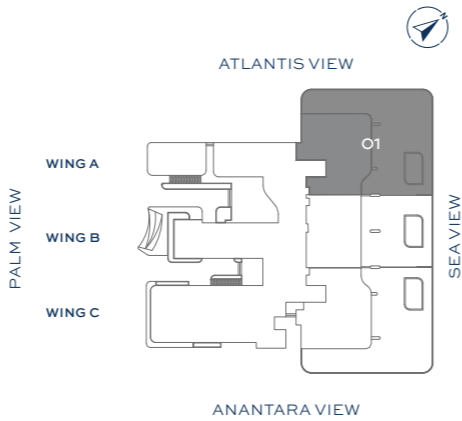 N
ATLANTIS VIEW
01
WING A
PALM VIEW
WING B
SEA VIEW
WING C
ANANTARA VIEW